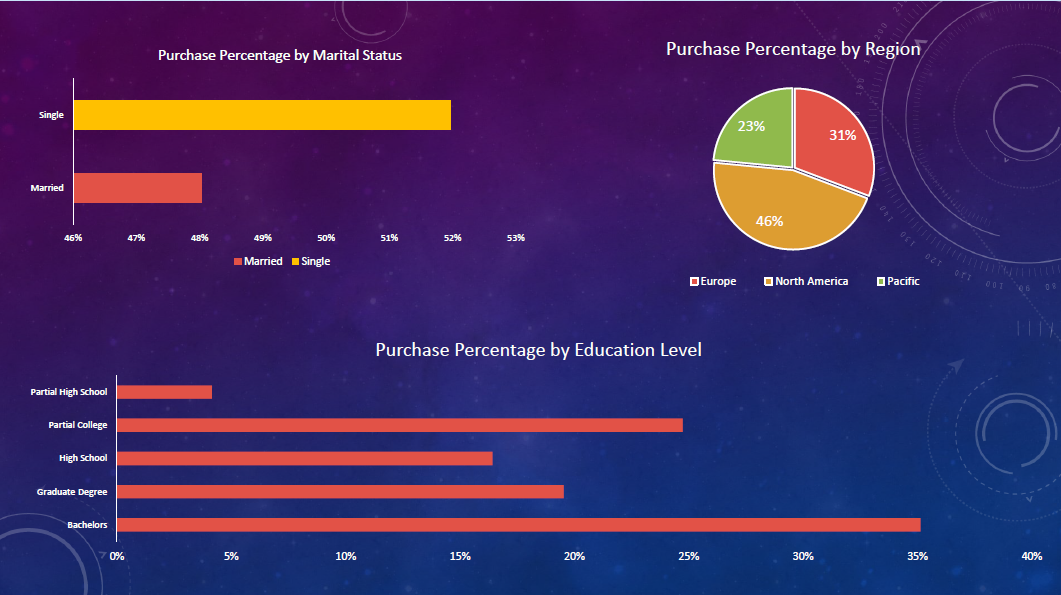 Purchase Percentage by Marital Status
Single
Married
46% 47% 48% 49% 50% 51% 52% 53%
Married Single
Purchase Percentage by Region
23%
31%
46%
Europe North America Pacific
Purchase Percentage by Education Level
Partial High School
Partial College
High School
Graduate Degree
Bachelors
0% 5% 10% 15% 20% 25% 30% 35% 40%